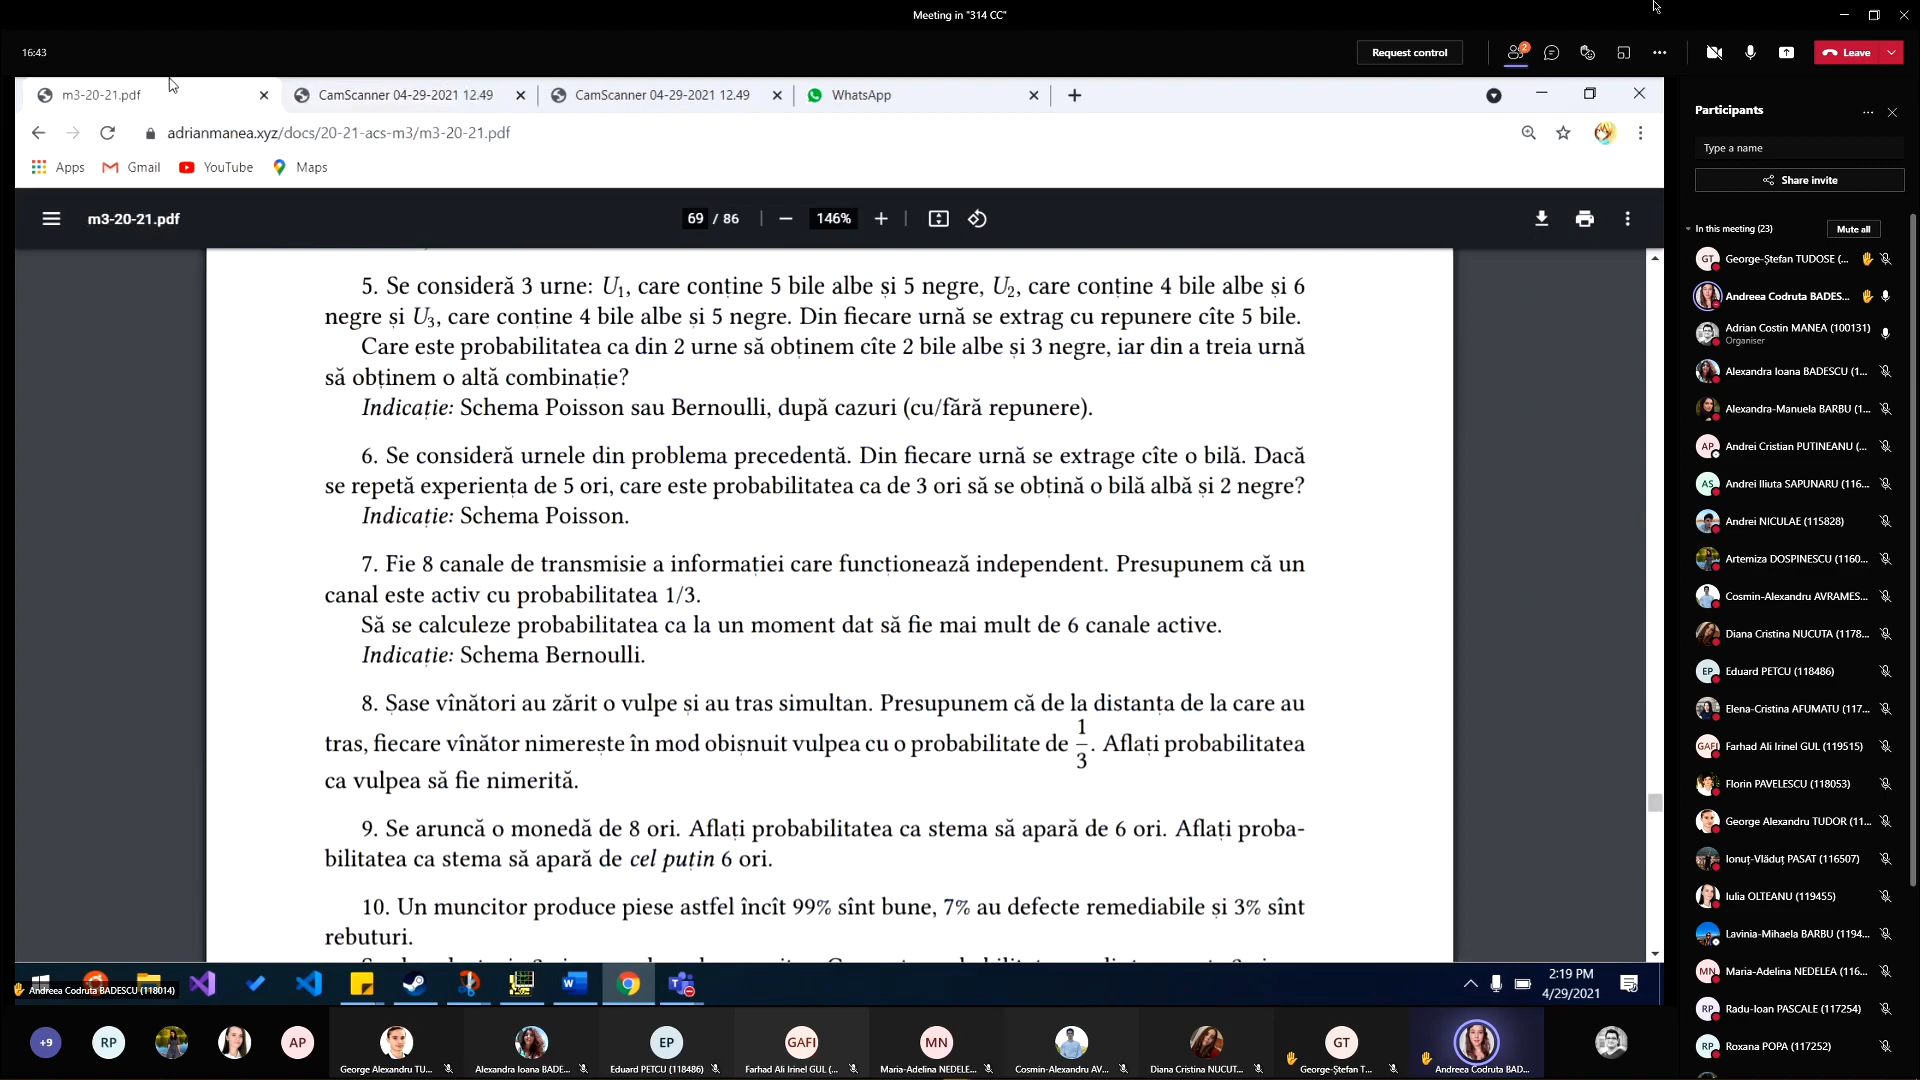 Meeting in "314 CC"
16:43
Request control
2
Leave
m3-20-21.pdf
CamScanner 04-29-2021 12.49
CamScanner 04-29-2021 12.49
WhatsApp
adrianmanea.xyz/docs/20-21-acs-m3/m3-20-21.pdf
Apps
Gmail
YouTube
Maps
m3-20-21.pdf
69 / 86
146%
5. Se consideră 3 urne: U₁, care conține 5 bile albe și 5 negre, U₂, care conține 4 bile albe și 6
negre și U₃, care conține 4 bile albe și 5 negre. Din fiecare urnă se extrag cu repunere cîte 5 bile.
Care este probabilitatea ca din 2 urne să obținem cîte 2 bile albe și 3 negre, iar din a treia urnă
să obținem o altă combinație?
Indicație: Schema Poisson sau Bernoulli, după cazuri (cu/fără repunere).
6. Se consideră urnele din problema precedentă. Din fiecare urnă se extrage cîte o bilă. Dacă
se repetă experiența de 5 ori, care este probabilitatea ca de 3 ori să se obțină o bilă albă și 2 negre?
Indicație: Schema Poisson.
7. Fie 8 canale de transmisie a informației care funcționează independent. Presupunem că un
canal este activ cu probabilitatea 1/3.
Să se calculeze probabilitatea ca la un moment dat să fie mai mult de 6 canale active.
Indicație: Schema Bernoulli.
8. Șase vînători au zărit o vulpe și au tras simultan. Presupunem că de la distanța de la care au
tras, fiecare vînător nimerește în mod obișnuit vulpea cu o probabilitate de 1/3. Aflați probabilitatea
ca vulpea să fie nimerită.
9. Se aruncă o monedă de 8 ori. Aflați probabilitatea ca stema să apară de 6 ori. Aflați proba-
bilitatea ca stema să apară de cel puțin 6 ori.
10. Un muncitor produce piese astfel încît 99% sînt bune, 7% au defecte remediabile și 3% sînt
rebuturi.
Andreea Codruta BADESCU (118014)
2:19 PM
4/29/2021
Participants
Type a name
Share invite
In this meeting (23)
Mute all
GT George-Ștefan TUDOSE (...
Andreea Codruta BADES...
Adrian Costin MANEA (100131)
Organiser
Alexandra Ioana BADESCU (1...
Alexandra-Manuela BARBU (1...
AP Andrei Cristian PUTINEANU (...
AS Andrei Iliuta SAPUNARU (116...
Andrei NICULAE (115828)
Artemiza DOSPINESCU (1160...
Cosmin-Alexandru AVRAMES...
Diana Cristina NUCUTA (1178...
EP Eduard PETCU (118486)
Elena-Cristina AFUMATU (117...
GAFI Farhad Ali Irinel GUL (119515)
Florin PAVELESCU (118053)
George Alexandru TUDOR (11...
Ionuț-Vlăduț PASAT (116507)
Iulia OLTEANU (119455)
Lavinia-Mihaela BARBU (1194...
MN Maria-Adelina NEDELEA (116...
RP Radu-Ioan PASCALE (117254)
RP Roxana POPA (117252)
+9
RP
AP
George Alexandru TU...
Alexandra Ioana BADE...
EP
Eduard PETCU (118486)
GAFI
Farhad Ali Irinel GUL (...
MN
Maria-Adelina NEDELE...
Cosmin-Alexandru AV...
Diana Cristina NUCUT...
GT
George-Ștefan T...
Andreea Codruta BAD...